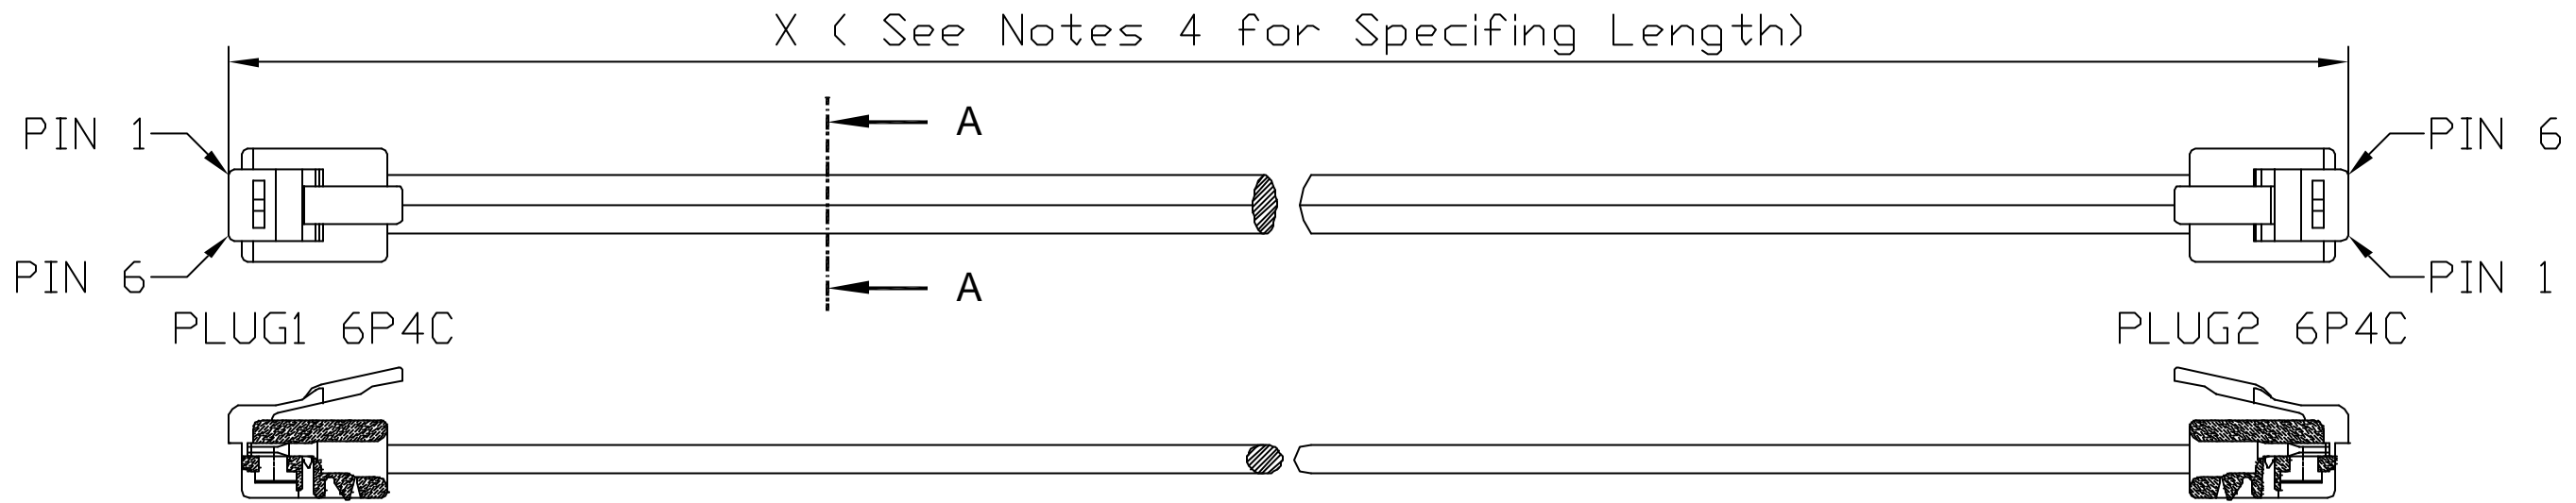 X ( See Notes 4 for Specifing Length)
PIN 1
A
PIN 6
PIN 6
A
PIN 1
PLUG1 6P4C
PLUG2 6P4C